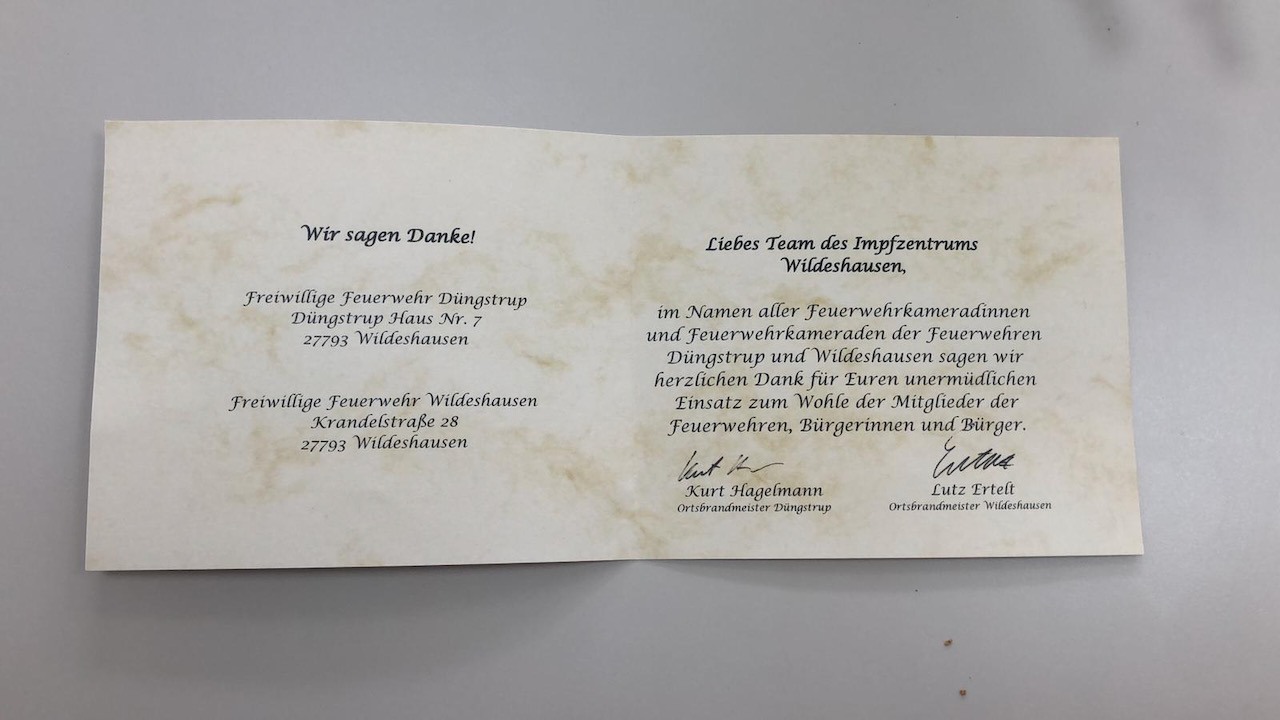 Wir sagen Danke!
Freiwillige Feuerwehr Düngstrup
Düngstrup Haus Nr. 7
27793 Wildeshausen
Freiwillige Feuerwehr Wildeshausen
Krandelstraße 28
27793 Wildeshausen
Liebes Team des Impfzentrums
Wildeshausen,
im Namen aller Feuerwehrkameradinnen
und Feuerwehrkameraden der Feuerwehren
Düngstrup und Wildeshausen sagen wir
herzlichen Dank für Euren unermüdlichen
Einsatz zum Wohle der Mitglieder der
Feuerwehren, Bürgerinnen und Bürger.
Kurt
Kurt Hagelmann
Ortsbrandmeister Düngstrup
Lutz Ertelt
Ortsbrandmeister Wildeshausen